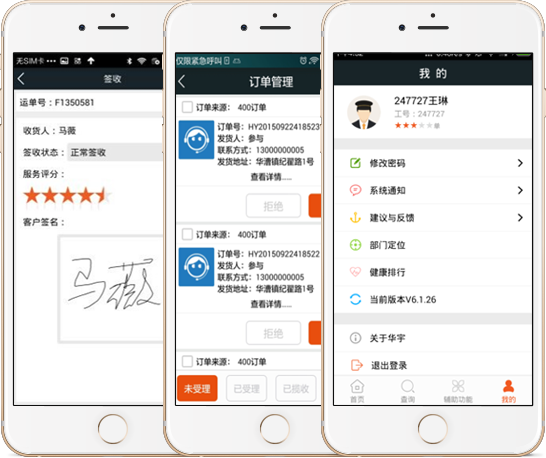 无SIM卡
签收
运单号：F1350581
收货人：马薇
签收状态：正常签收
服务评分：
客户签名：
马薇
仅限紧急呼叫
订单管理
订单来源： 400订单
订单号：HY2015092241852
发货人：参与
联系方式：13000000005
发货地址：华漕镇纪翟路1号
查看详情......
拒绝
订单来源： 400订单
订单号：HY2015092418522
发货人：参与
联系方式：13000000005
发货地址：华漕镇纪翟路1号
查看详情......
拒绝
订单来源： 400订单
未受理
已受理
已揽收
我 的
247727王琳
工号：247727
修改密码
系统通知
建议与反馈
部门定位
健康排行
当前版本V6.1.26
关于华宇
退出登录
首页
查询
辅助功能
我的